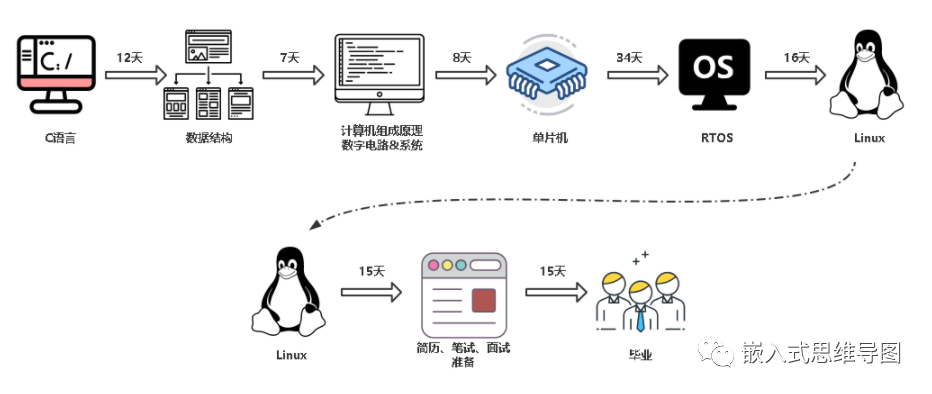 C:/
OS
12天
7天
8天
34天
16天
C语言
数据结构
计算机组成原理
数字电路&系统
单片机
RTOS
Linux
15天
15天
Linux
简历、笔试、面试
准备
毕业
嵌入式思维导图